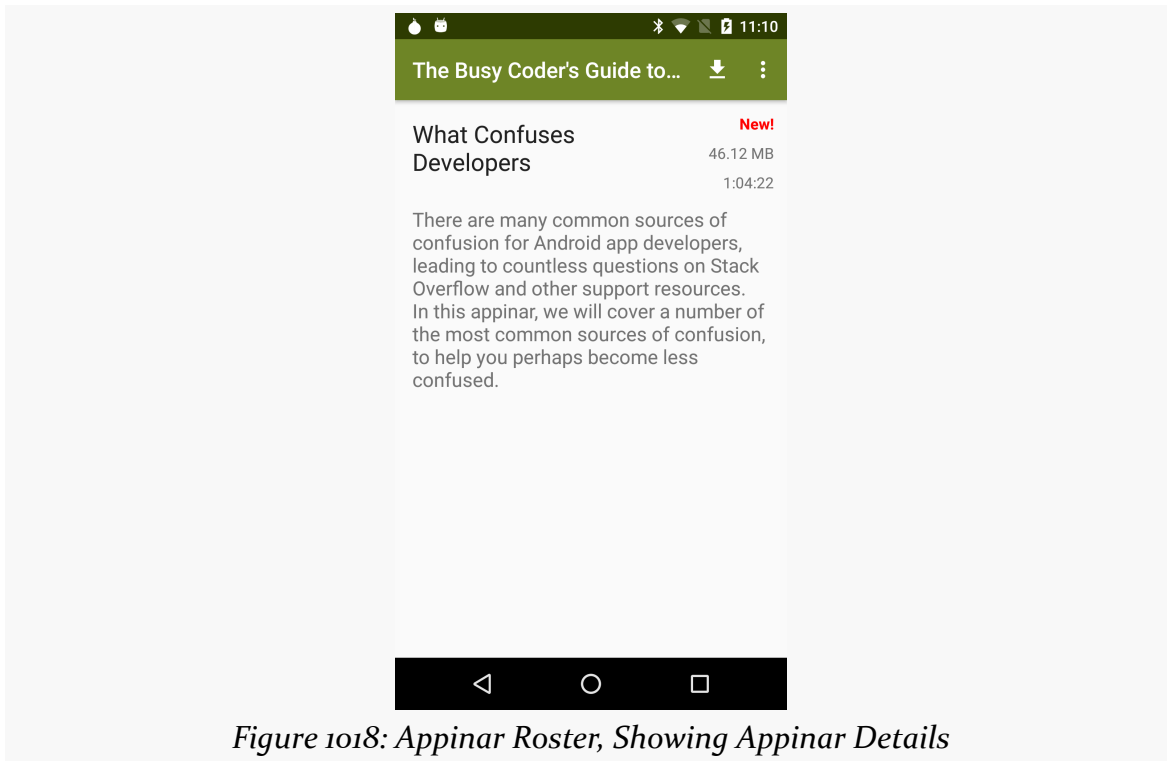 11:10
The Busy Coder's Guide to...
What Confuses
Developers
New!
46.12 MB
1:04:22
There are many common sources of
confusion for Android app developers,
leading to countless questions on Stack
Overflow and other support resources.
In this appinar, we will cover a number of
the most common sources of confusion,
to help you perhaps become less
confused.
Figure 1018: Appinar Roster, Showing Appinar Details